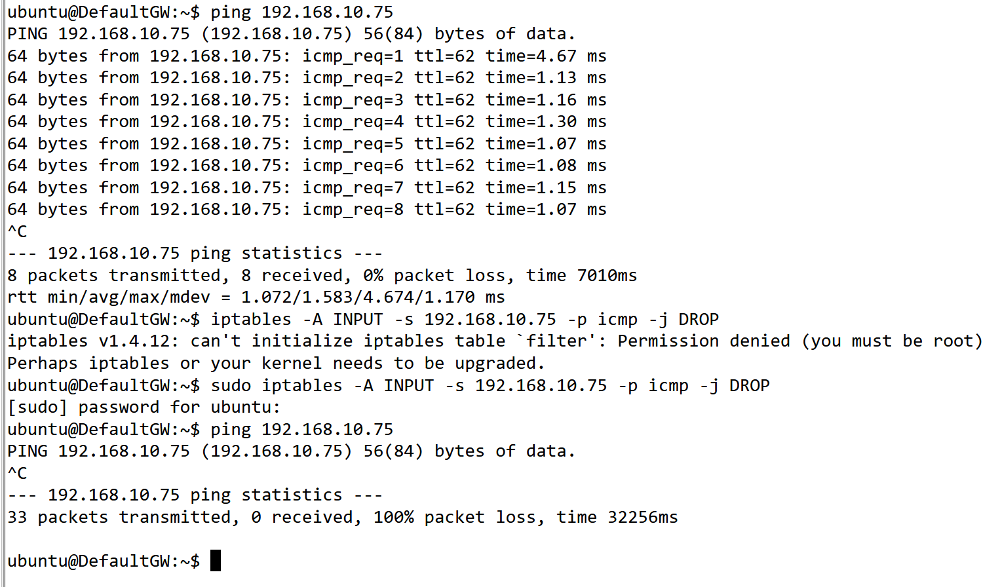 ubuntu@DefaultGW:~$ ping 192.168.10.75
PING 192.168.10.75 (192.168.10.75) 56(84) bytes of data.
64 bytes from 192.168.10.75: icmp_req=1 ttl=62 time=4.67 ms
64 bytes from 192.168.10.75: icmp_req=2 ttl=62 time=1.13 ms
64 bytes from 192.168.10.75: icmp_req=3 ttl=62 time=1.16 ms
64 bytes from 192.168.10.75: icmp_req=4 ttl=62 time=1.30 ms
64 bytes from 192.168.10.75: icmp_req=5 ttl=62 time=1.07 ms
64 bytes from 192.168.10.75: icmp_req=6 ttl=62 time=1.08 ms
64 bytes from 192.168.10.75: icmp_req=7 ttl=62 time=1.15 ms
64 bytes from 192.168.10.75: icmp_req=8 ttl=62 time=1.07 ms
^C
--- 192.168.10.75 ping statistics ---
8 packets transmitted, 8 received, 0% packet loss, time 7010ms
rtt min/avg/max/mdev = 1.072/1.583/4.674/1.170 ms
ubuntu@DefaultGW:~$ iptables -A INPUT -s 192.168.10.75 -p icmp -j DROP
iptables v1.4.12: can't initialize iptables table `filter': Permission denied (you must be root)
Perhaps iptables or your kernel needs to be upgraded.
ubuntu@DefaultGW:~$ sudo iptables -A INPUT -s 192.168.10.75 -p icmp -j DROP
[sudo] password for ubuntu:
ubuntu@DefaultGW:~$ ping 192.168.10.75
PING 192.168.10.75 (192.168.10.75) 56(84) bytes of data.
^C
--- 192.168.10.75 ping statistics ---
33 packets transmitted, 0 received, 100% packet loss, time 32256ms
ubuntu@DefaultGW:~$